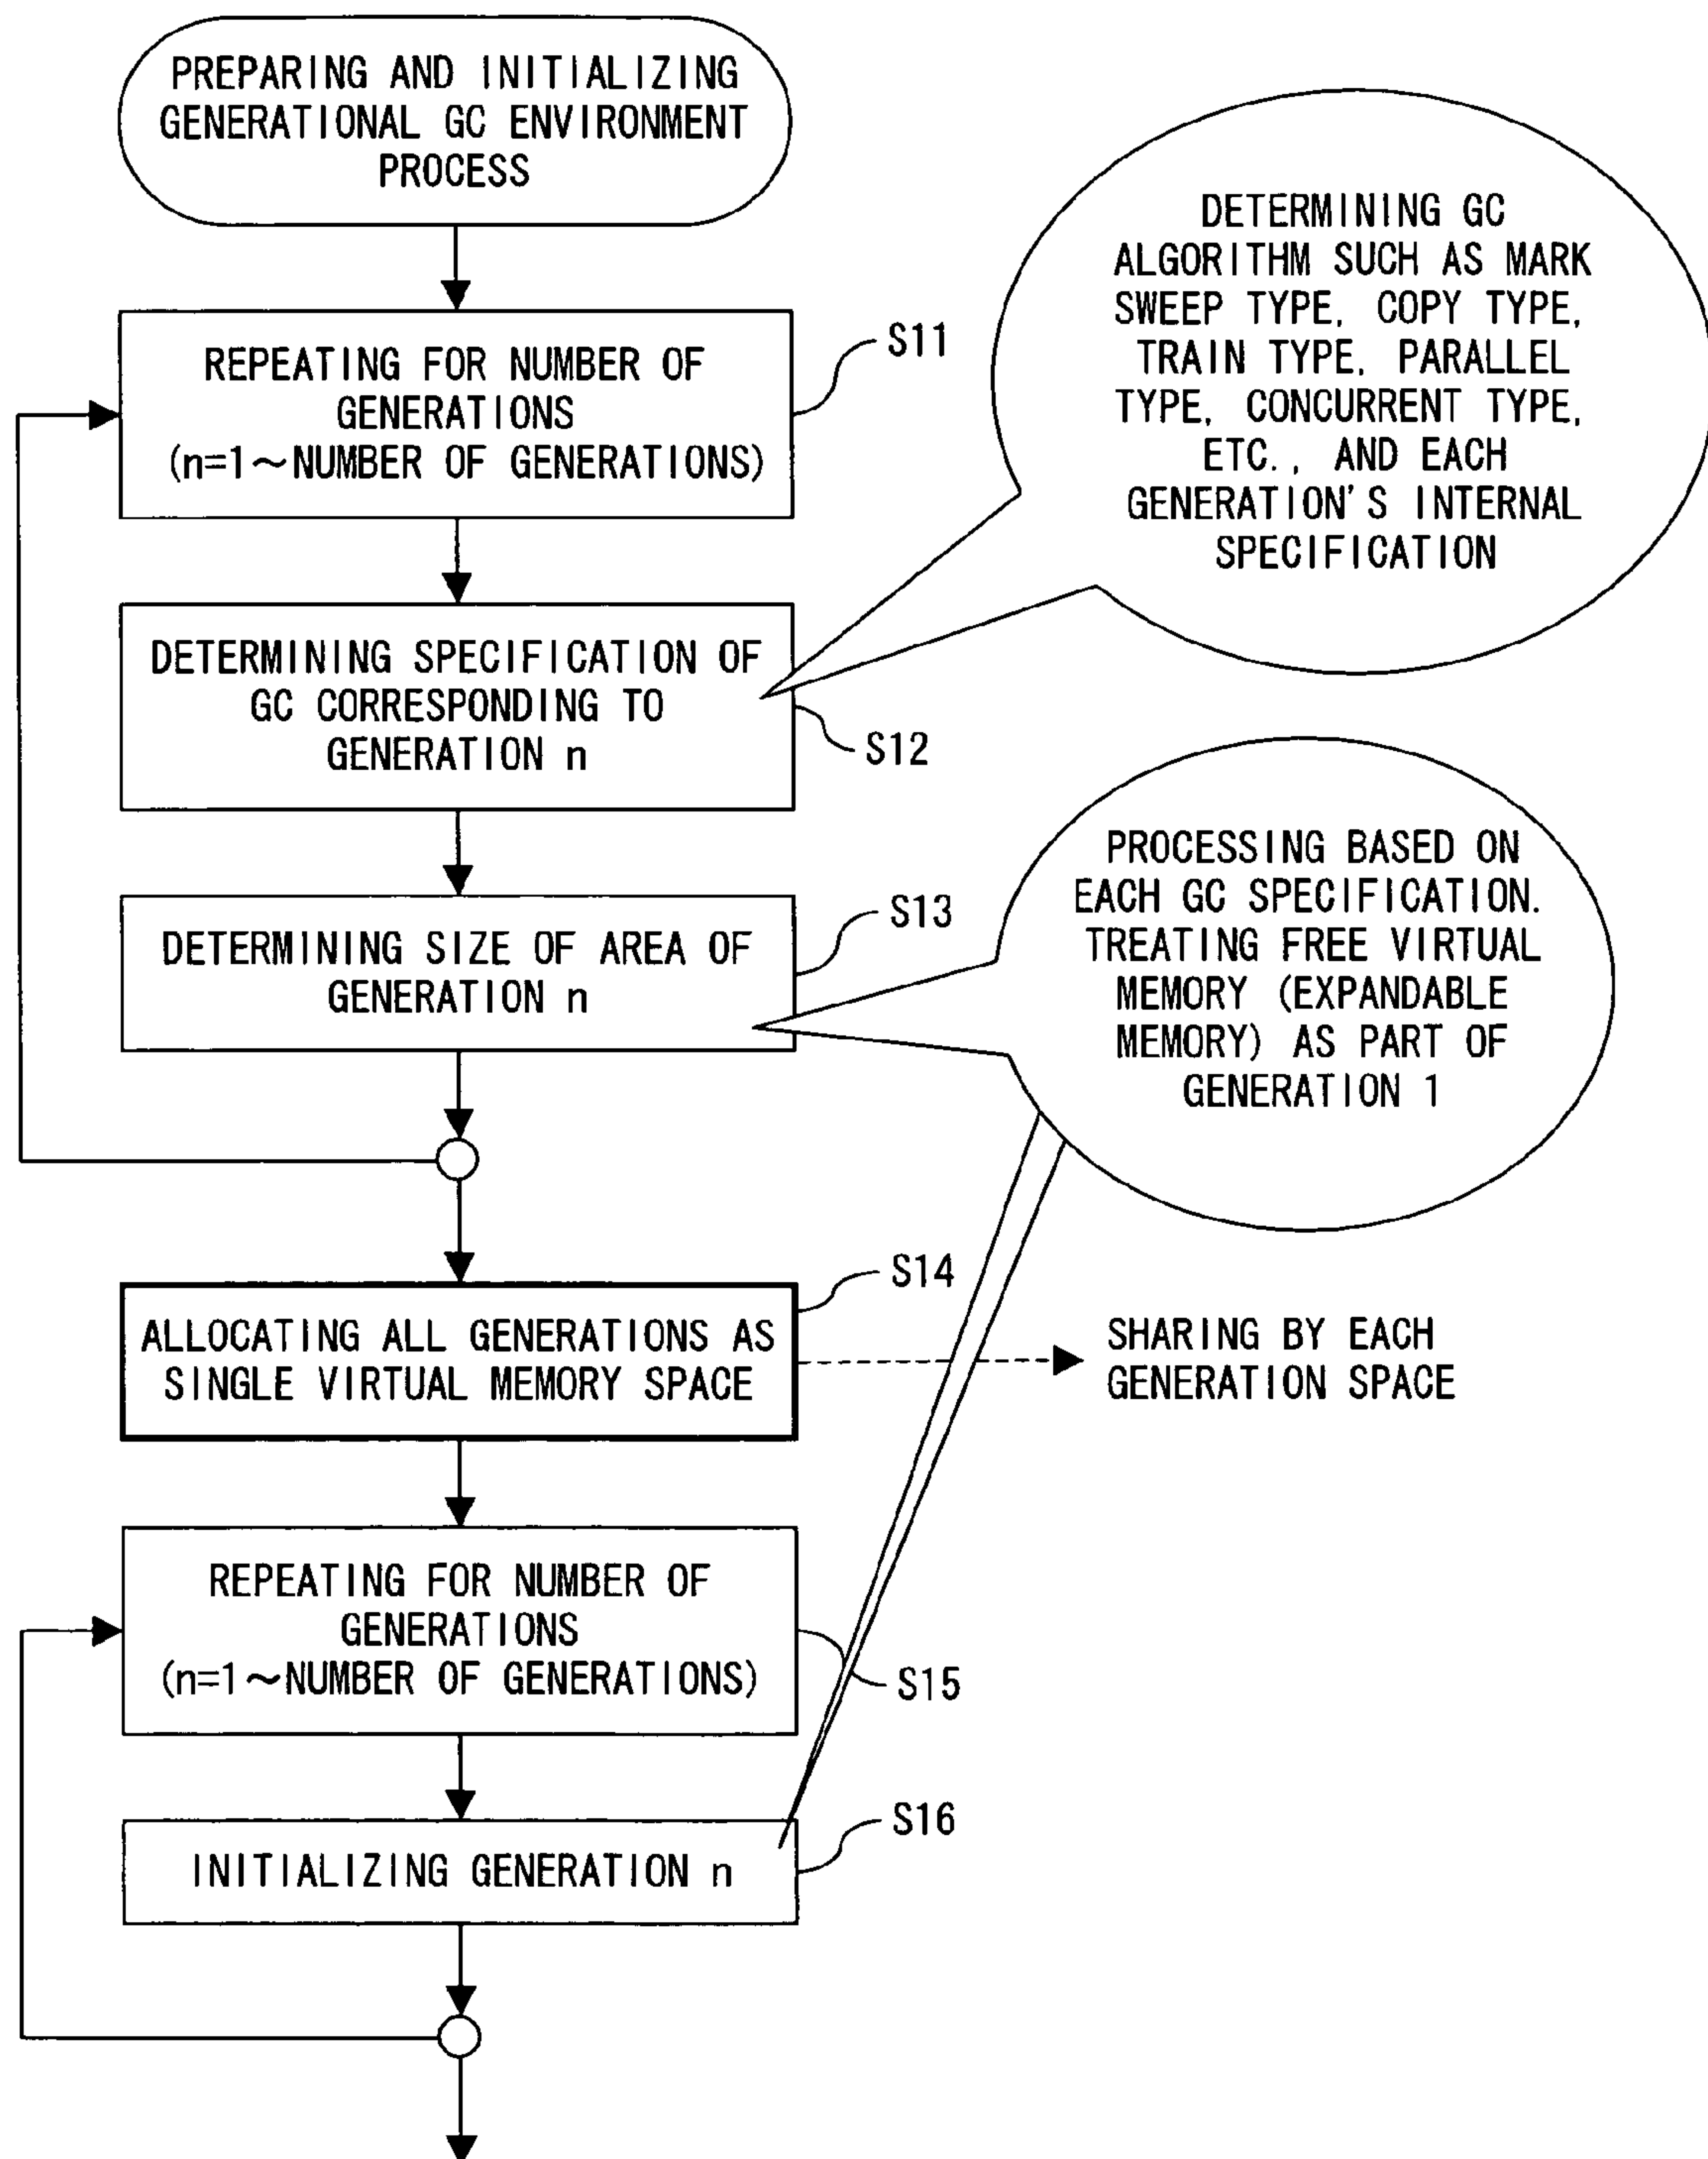 PREPARING AND INITIALIZING
GENERATIONAL GC ENVIRONMENT
PROCESS
REPEATING FOR NUMBER OF
GENERATIONS
(n=1～NUMBER OF GENERATIONS)
S11
DETERMINING GC
ALGORITHM SUCH AS MARK
SWEEP TYPE, COPY TYPE,
TRAIN TYPE, PARALLEL
TYPE, CONCURRENT TYPE,
ETC., AND EACH
GENERATION'S INTERNAL
SPECIFICATION
DETERMINING SPECIFICATION OF
GC CORRESPONDING TO
GENERATION n
S12
DETERMINING SIZE OF AREA OF
GENERATION n
S13
PROCESSING BASED ON
EACH GC SPECIFICATION.
TREATING FREE VIRTUAL
MEMORY (EXPANDABLE
MEMORY) AS PART OF
GENERATION 1
ALLOCATING ALL GENERATIONS AS
SINGLE VIRTUAL MEMORY SPACE
S14
SHARING BY EACH
GENERATION SPACE
REPEATING FOR NUMBER OF
GENERATIONS
(n=1～NUMBER OF GENERATIONS)
S15
INITIALIZING GENERATION n
S16